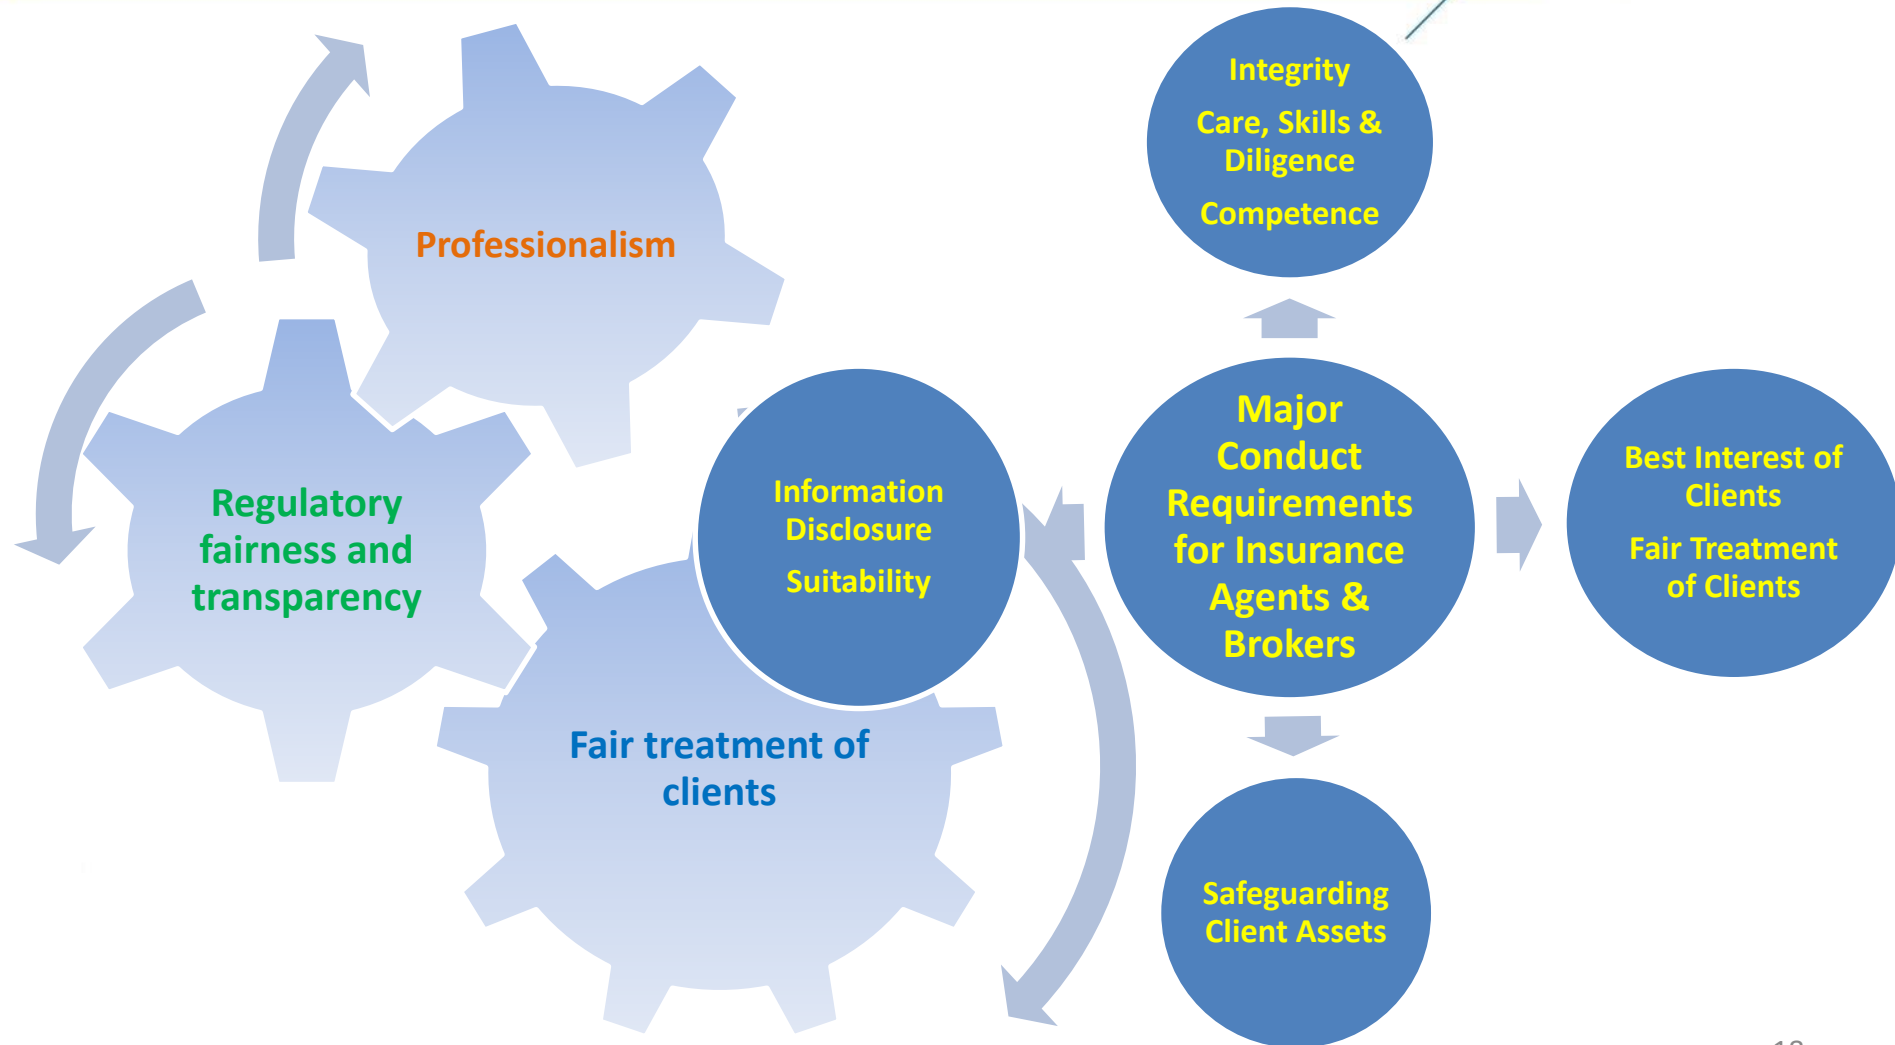 Professionalism
Regulatory
fairness and
transparency
Fair treatment of
clients
Information
Disclosure
Suitability
Integrity
Care, Skills &
Diligence
Competence
Major
Conduct
Requirements
for Insurance
Agents &
Brokers
Best Interest of
Clients
Fair Treatment
of Clients
Safeguarding
Client Assets